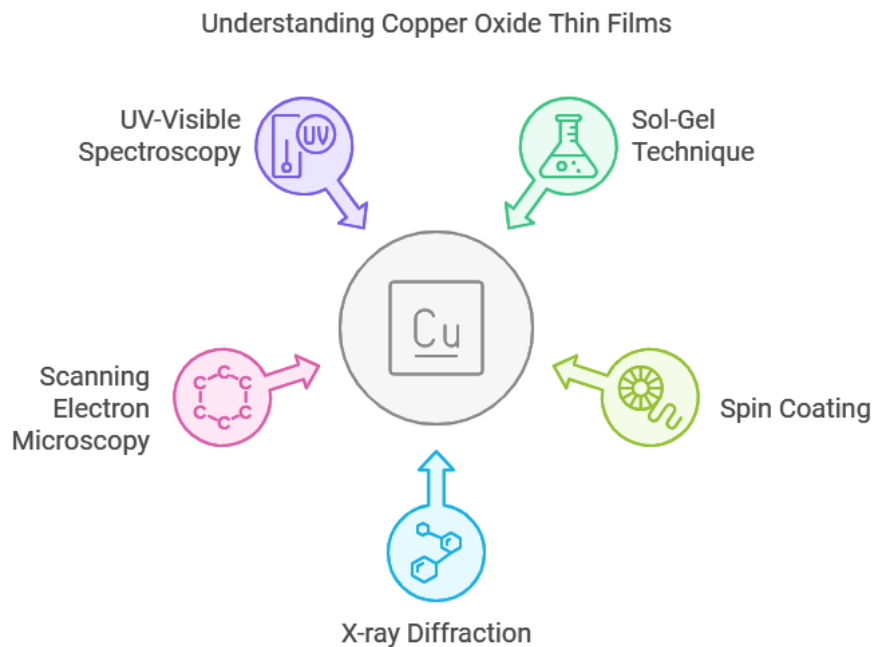 Understanding Copper Oxide Thin Films
UV-Visible
Spectroscopy
UV
Sol-Gel
Technique
Cu
Scanning
Electron
Microscopy
C
C
C
C
C
C
Spin Coating
X-ray Diffraction